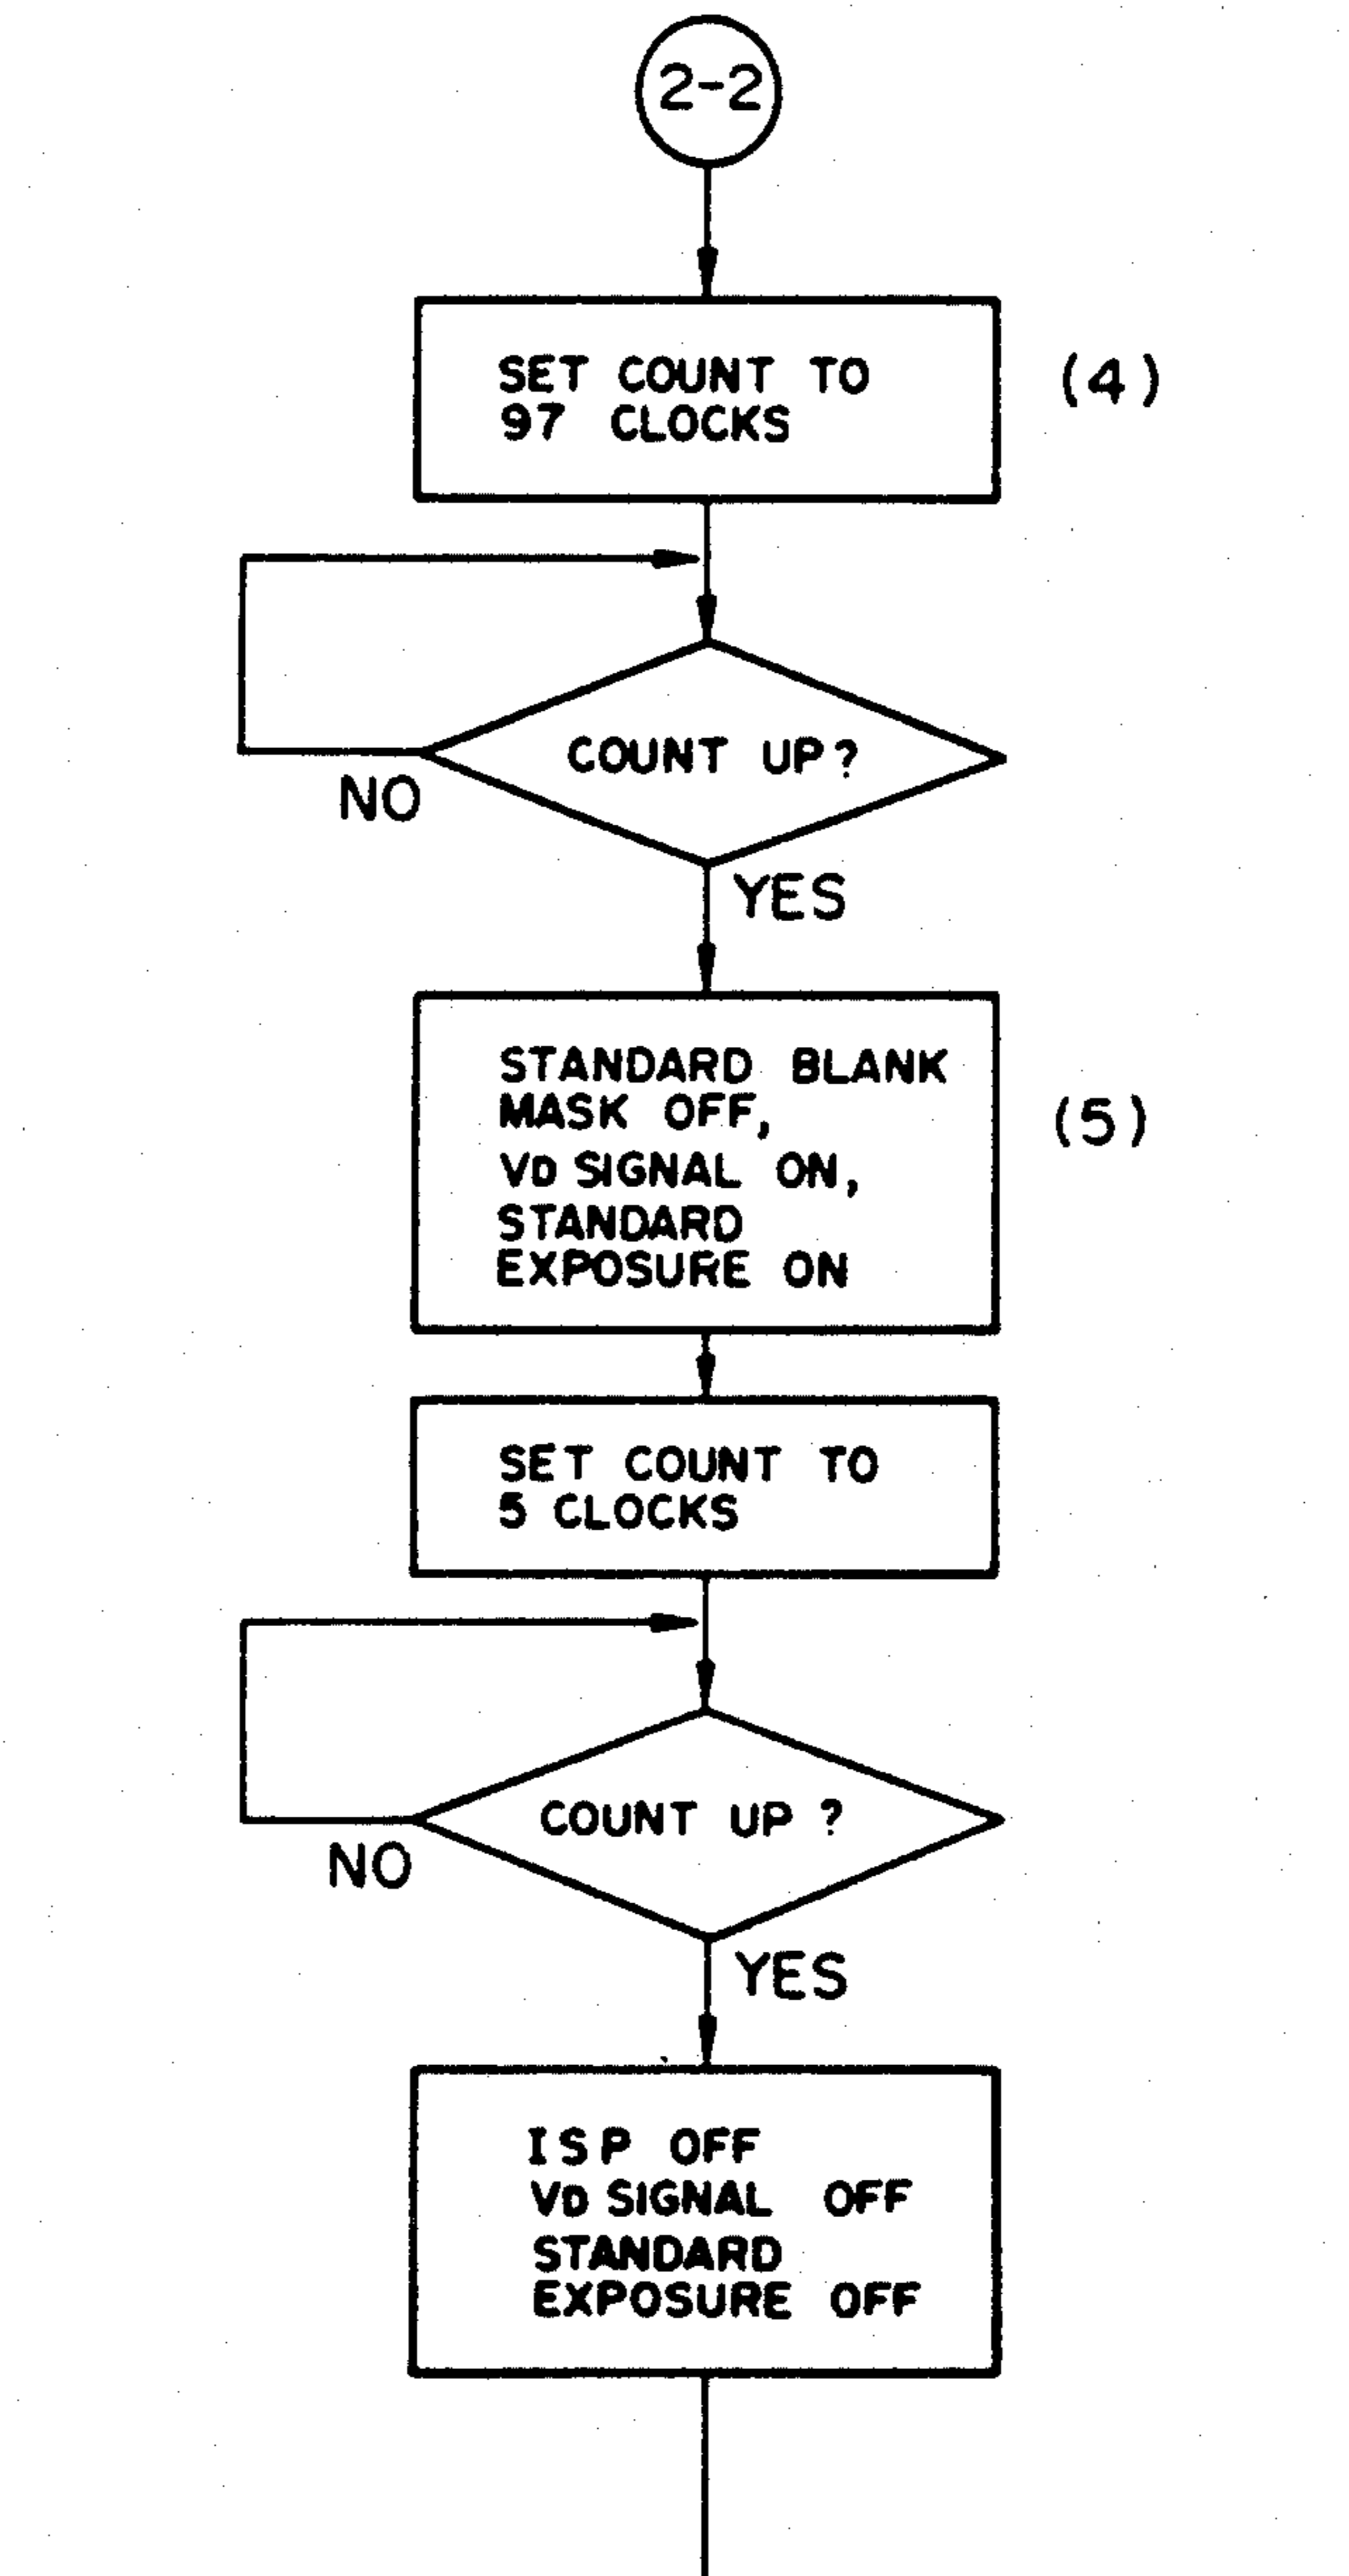 2-2
SET COUNT TO
97 CLOCKS
(4)
COUNT UP?
NO
YES
STANDARD BLANK
MASK OFF,
VD SIGNAL ON,
STANDARD
EXPOSURE ON
(5)
SET COUNT TO
5 CLOCKS
COUNT UP ?
NO
YES
ISP OFF
VD SIGNAL OFF
STANDARD
EXPOSURE OFF